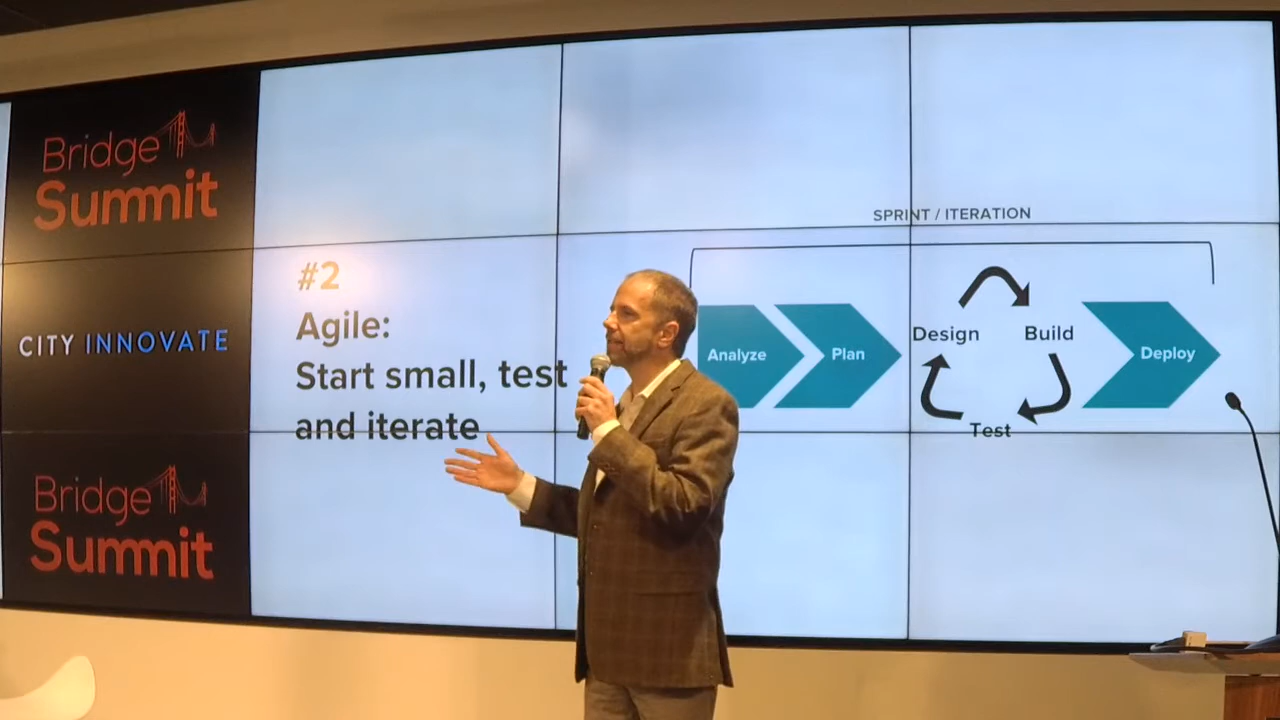 Bridge
Summit
CITY INNOVATE
Bridge
Summit
#2
Agile:
Start small, test
and iterate
SPRINT / ITERATION
Analyze
Plan
Design
Build
Test
Deploy